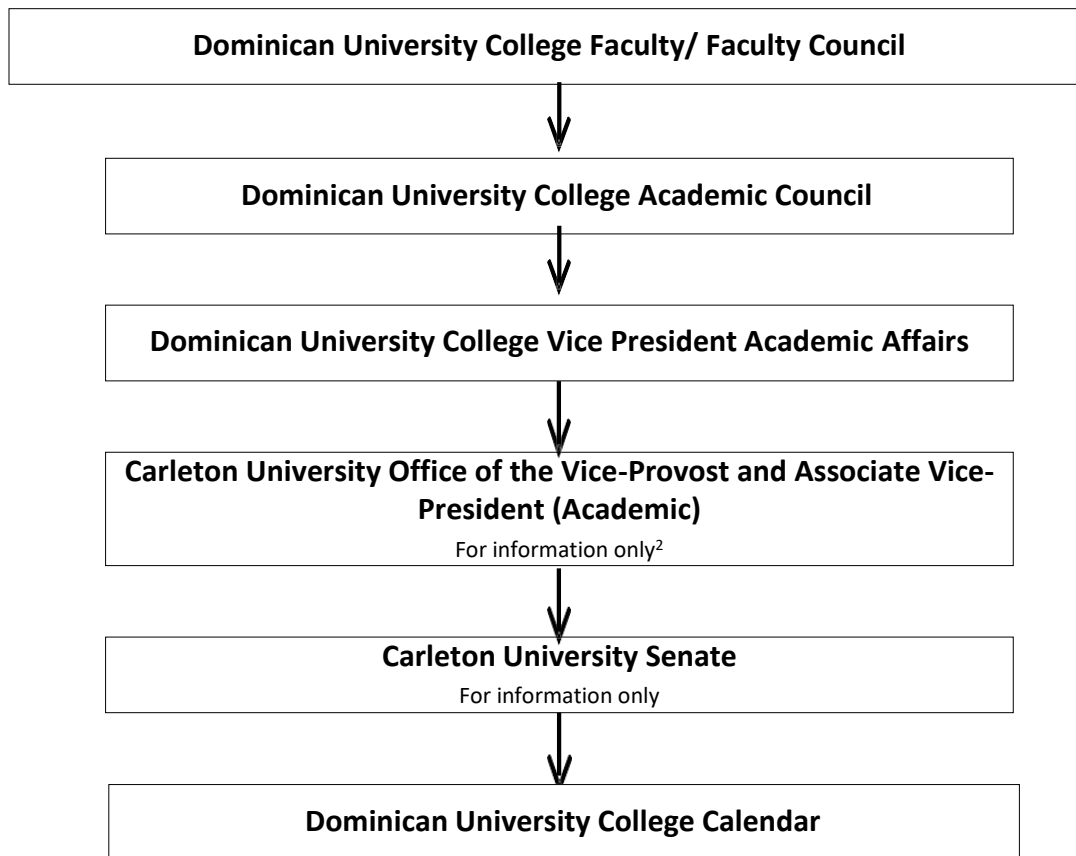 Dominican University College Faculty/ Faculty Council
Dominican University College Academic Council
Dominican University College Vice President Academic Affairs
Carleton University Office of the Vice-Provost and Associate Vice-
President (Academic)
For information only²
Carleton University Senate
For information only
Dominican University College Calendar